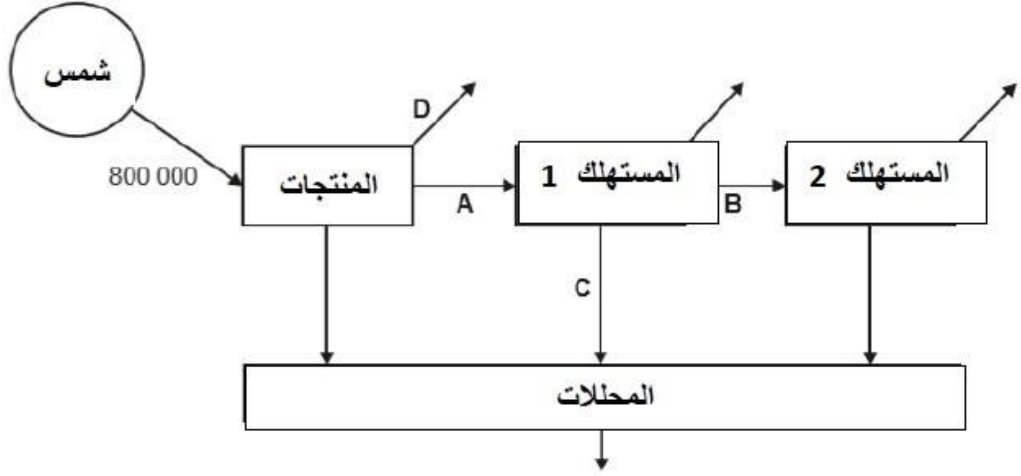 شمس
800 000
D
المنتجات
A
المستهلك 1
B
المستهلك 2
C
المحللات